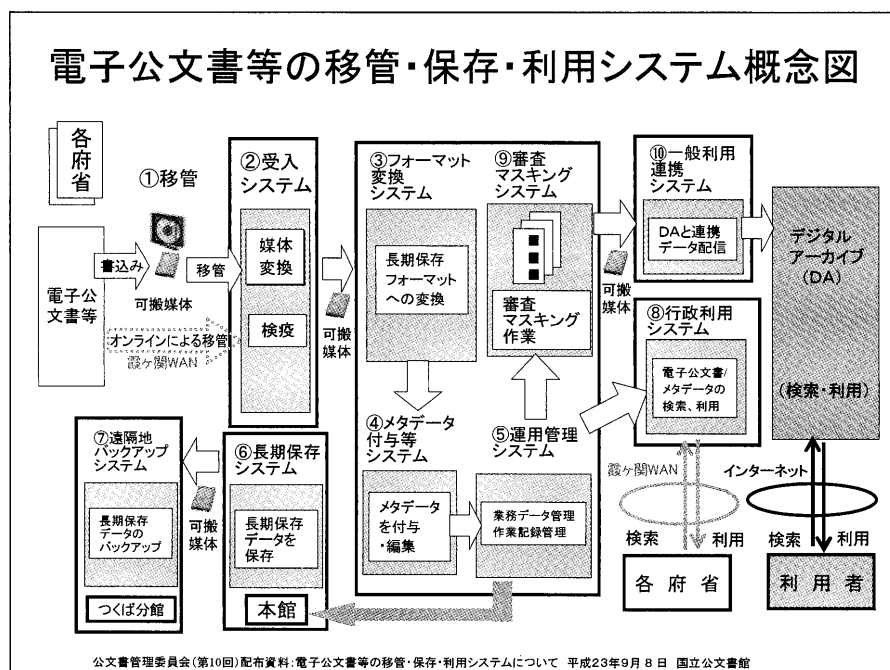 電子公文書等の移管・保存・利用システム概念図
各府省
電子公
文書等
①移管
書込み
可搬媒体
移管
オンラインによる移管
霞ヶ関WAN
②受入
システム
媒体
変換
検疫
可搬
媒体
③フォーマット
変換
システム
長期保存
フォーマット
への変換
④メタデータ
付与等
システム
メタデータ
を付与
・編集
⑤運用管理
システム
業務データ管理
作業記録管理
⑨審査
マスキング
システム
審査
マスキング
作業
可搬
媒体
⑩一般利用
連携
システム
DAと連携
データ配信
デジタル
アーカイブ
(DA)
(検索・利用)
⑧行政利用
システム
電子公文書/
メタデータの
検索、利用
霞ヶ関WAN
検索
利用
各府省
インターネット
検索
利用
利用者
⑥長期保存
システム
長期保存
データを
保存
本館
可搬
媒体
⑦遠隔地
バックアップ
システム
長期保存
データの
バックアップ
つくば分館
公文書管理委員会(第10回)配布資料:電子公文書等の移管・保存・利用システムについて 平成23年9月8日 国立公文書館